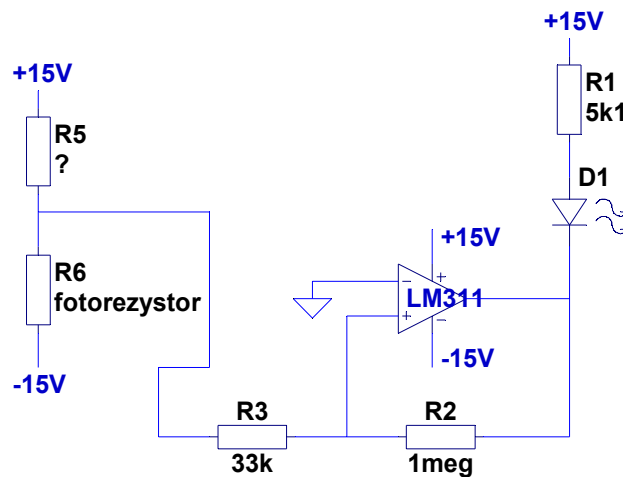 +15V
R5
?
R6
fotorezystor
-15V
+15V
R1
5k1
D1
+15V
LM311
-15V
R3
33k
R2
1meg